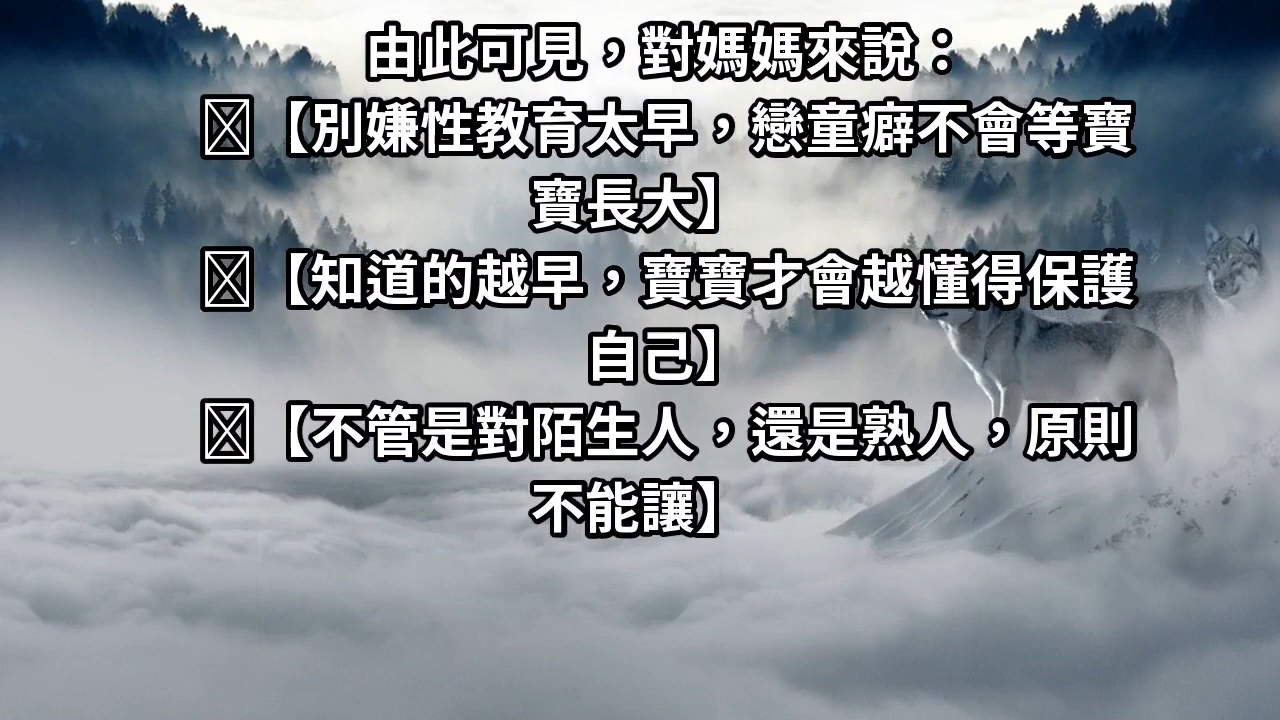 由此可見，對媽媽來說：
【別嫌性教育太早，戀童癖不會等寶
寶長大】
【知道的越早，寶寶才會越懂得保護
自己】
【不管是對陌生人，還是熟人，原則
不能讓】